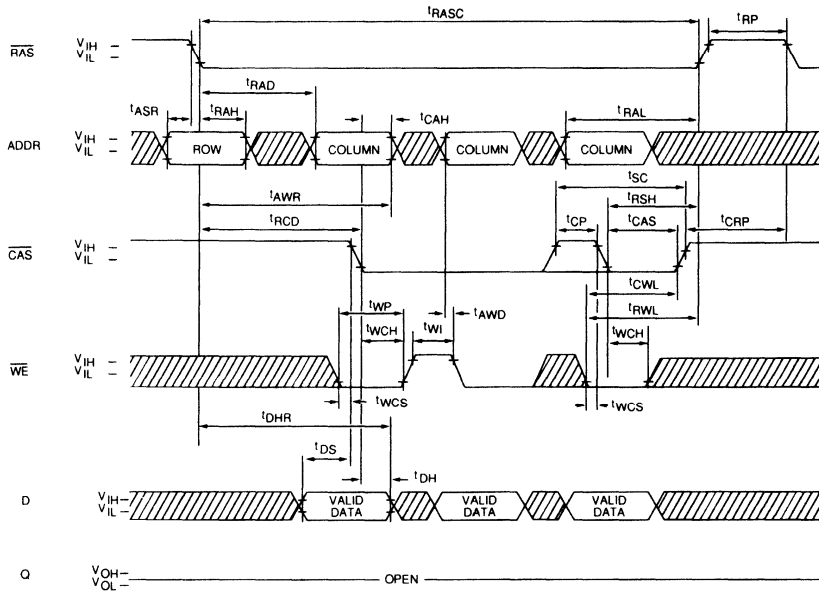 tRASC
tRP
RAS
VIH
VIL
tRAD
tASR
tRAH
tCAH
tRAL
ADDR
VIH
VIL
ROW
COLUMN
COLUMN
COLUMN
tAWR
tSC
tRSH
tRCD
tCP
tCAS
tCRP
CAS
VIH
VIL
tWP
tCWL
tAWD
tRWL
tWCH
tWI
tWCH
WE
VIH
VIL
tWCS
tWCS
tDHR
tDS
tDH
D
VIH
VIL
VALID DATA
VALID DATA
VALID DATA
Q
VOH
VOL
OPEN